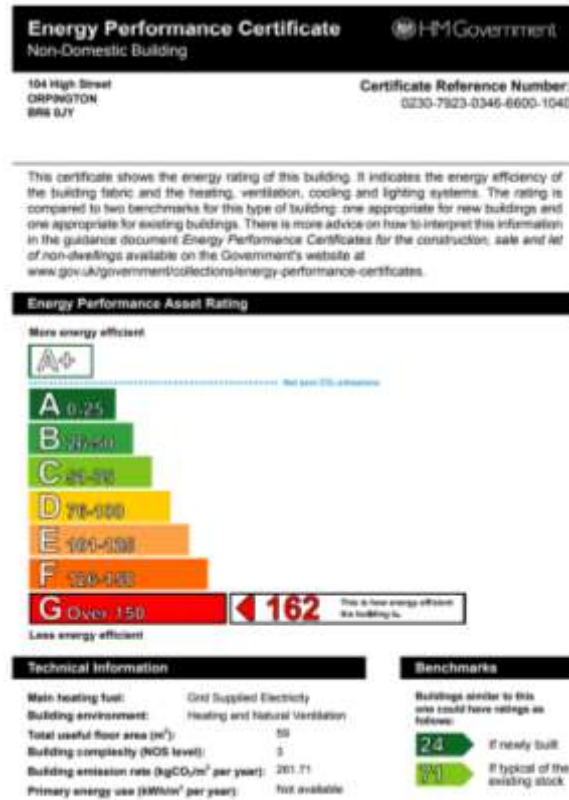 Energy Performance Certificate
Non-Domestic Building
HM Government
104 High Street
ORPINGTON
BR6 0JY
Certificate Reference Number:
0230-7923-0346-6600-1040
This certificate shows the energy rating of this building. It indicates the energy efficiency of
the building fabric and the heating, ventilation, cooling and lighting systems. The rating is
compared to two benchmarks for this type of building: one appropriate for new buildings and
one appropriate for existing buildings. There is more advice on how to interpret this information
in the guidance document Energy Performance Certificates for the construction, sale and let
of non-dwellings available on the Government's website at
www.gov.uk/government/collections/energy-performance-certificates.
Energy Performance Asset Rating
More energy efficient
A+
Net zero CO₂ emissions
A 0-25
B 26-50
C 51-75
D 76-100
E 101-125
F 126-150
G Over 150
162
This is how energy efficient
the building is.
Less energy efficient
Technical Information
Main heating fuel: Grid Supplied Electricity
Building environment: Heating and Natural Ventilation
Total useful floor area (m²): 59
Building complexity (NOS level): 3
Building emission rate (kgCO₂/m² per year): 261.71
Primary energy use (kWh/m² per year): Not available
Benchmarks
Buildings similar to this
one could have ratings as
follows:
24 If newly built
71 If typical of the
existing stock